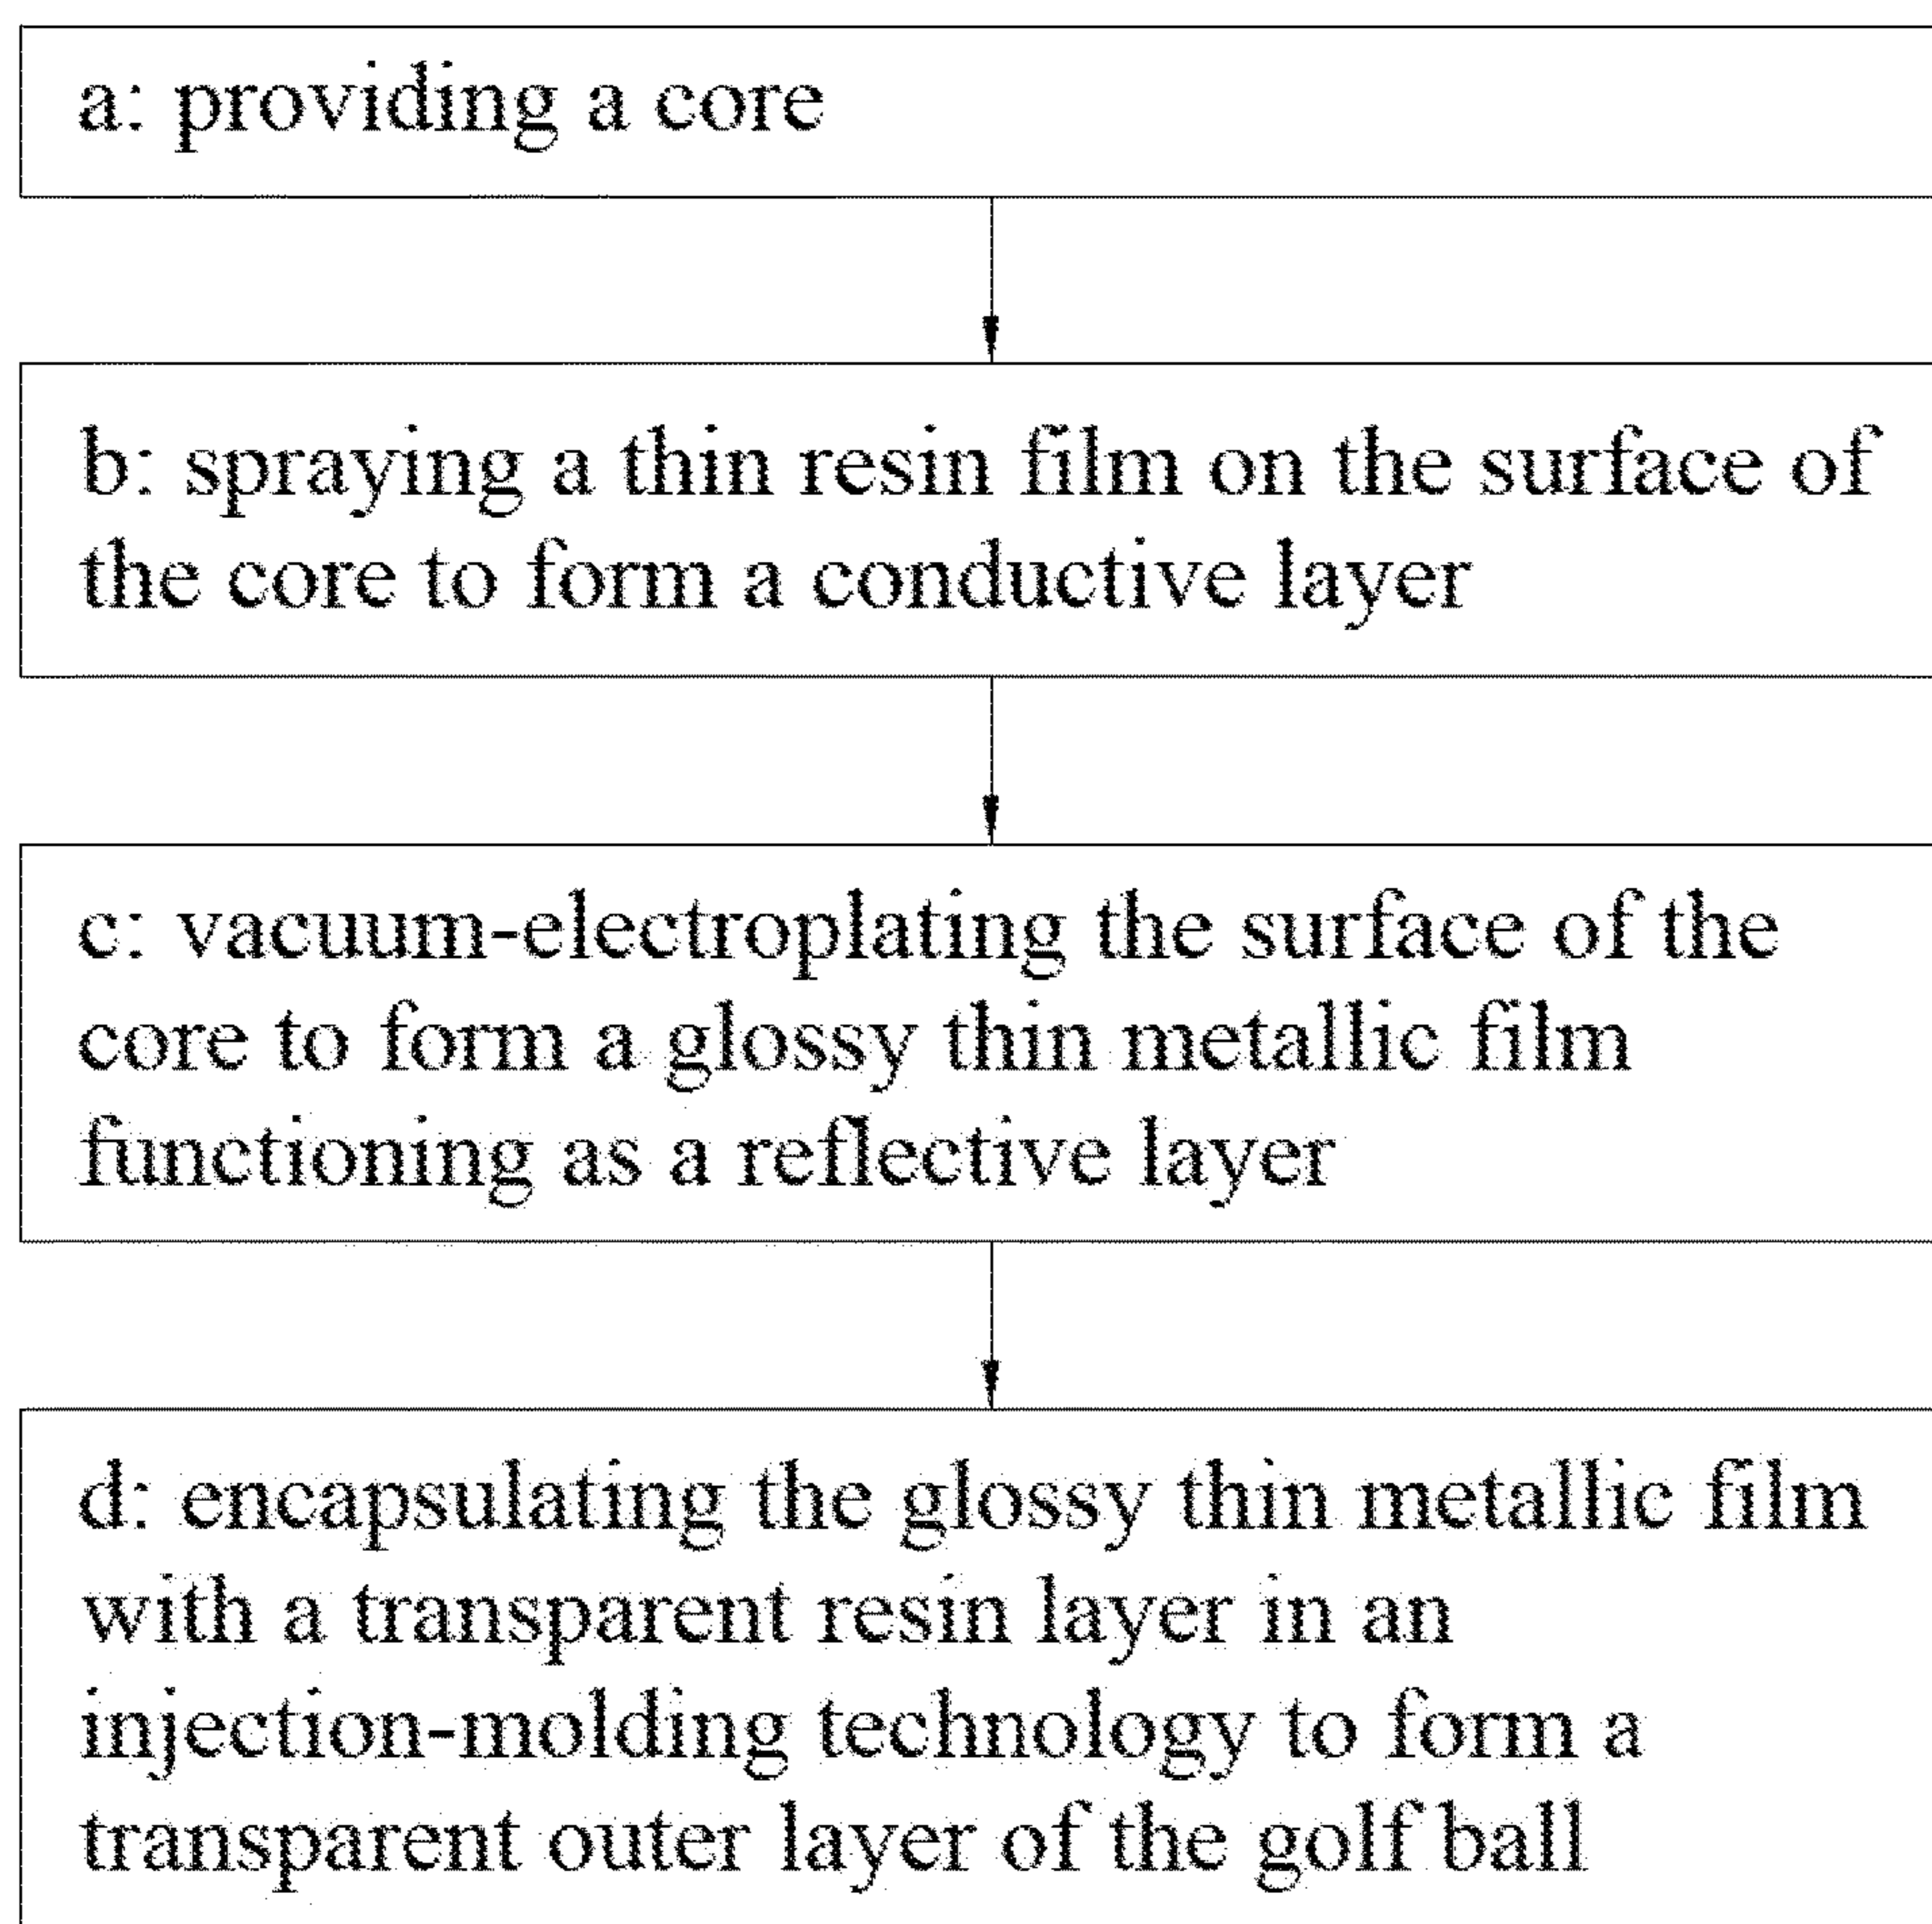 a: providing a core
b: spraying a thin resin film on the surface of
the core to form a conductive layer
c: vacuum-electroplating the surface of the
core to form a glossy thin metallic film
functioning as a reflective layer
d: encapsulating the glossy thin metallic film
with a transparent resin layer in an
injection-molding technology to form a
transparent outer layer of the golf ball